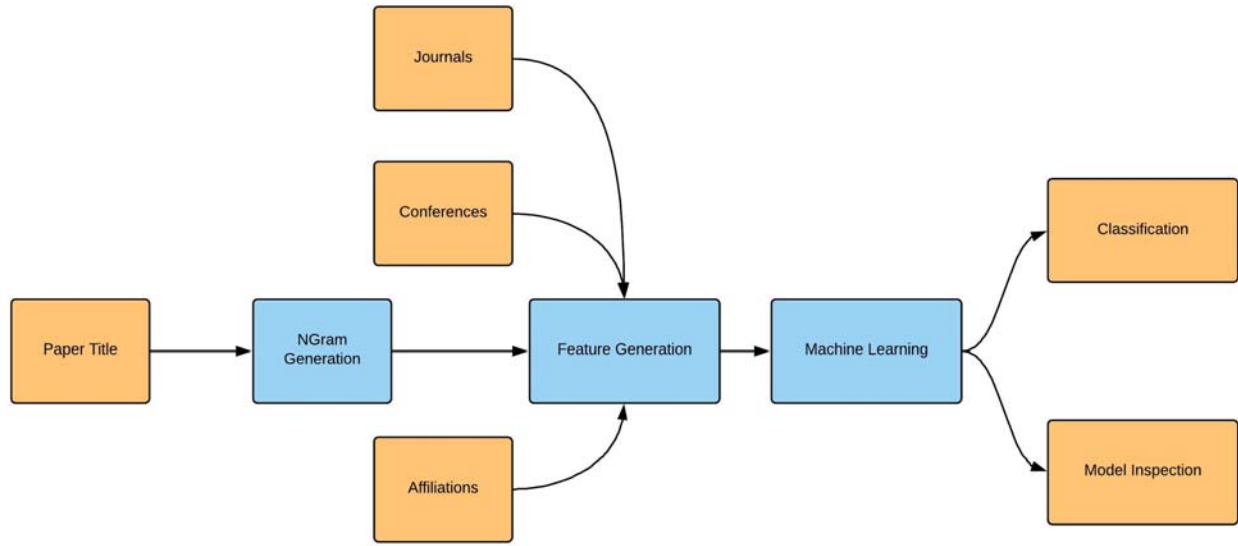 Journals
Conferences
Classification
Paper Title
NGram
Generation
Feature Generation
Machine Learning
Affiliations
Model Inspection